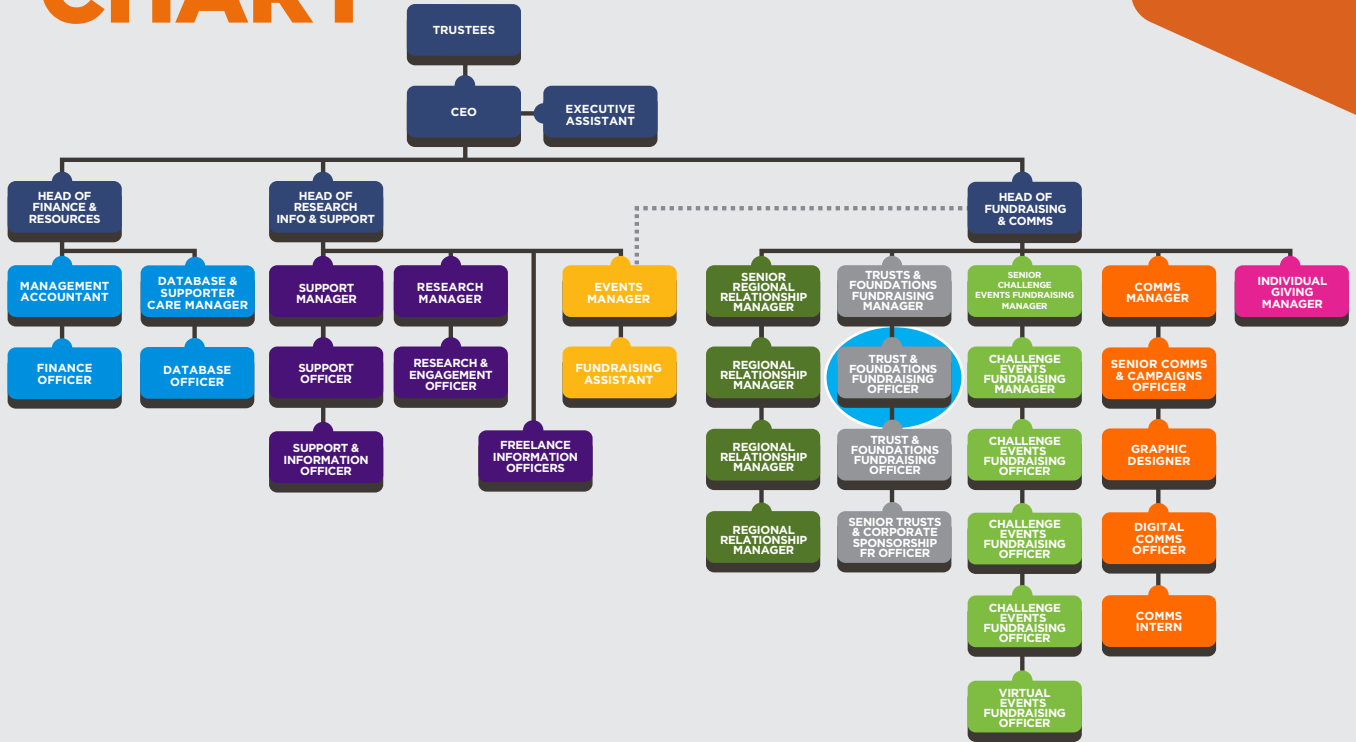 CHART
TRUSTEES
CEO
EXECUTIVE
ASSISTANT
HEAD OF
FINANCE &
RESOURCES
HEAD OF
RESEARCH
INFO & SUPPORT
HEAD OF
FUNDRAISING
& COMMS
MANAGEMENT
ACCOUNTANT
DATABASE &
SUPPORTER
CARE MANAGER
SUPPORT
MANAGER
RESEARCH
MANAGER
EVENTS
MANAGER
SENIOR
REGIONAL
RELATIONSHIP
MANAGER
TRUSTS &
FOUNDATIONS
FUNDRAISING
MANAGER
SENIOR
CHALLENGE
EVENTS FUNDRAISING
MANAGER
COMMS
MANAGER
INDIVIDUAL
GIVING
MANAGER
FINANCE
OFFICER
DATABASE
OFFICER
SUPPORT
OFFICER
RESEARCH &
ENGAGEMENT
OFFICER
FUNDRAISING
ASSISTANT
REGIONAL
RELATIONSHIP
MANAGER
TRUST &
FOUNDATIONS
FUNDRAISING
OFFICER
CHALLENGE
EVENTS
FUNDRAISING
MANAGER
SENIOR COMMS
& CAMPAIGNS
OFFICER
SUPPORT &
INFORMATION
OFFICER
FREELANCE
INFORMATION
OFFICERS
REGIONAL
RELATIONSHIP
MANAGER
TRUST &
FOUNDATIONS
FUNDRAISING
OFFICER
CHALLENGE
EVENTS
FUNDRAISING
OFFICER
GRAPHIC
DESIGNER
REGIONAL
RELATIONSHIP
MANAGER
SENIOR TRUSTS
& CORPORATE
SPONSORSHIP
FR OFFICER
CHALLENGE
EVENTS
FUNDRAISING
OFFICER
DIGITAL
COMMS
OFFICER
CHALLENGE
EVENTS
FUNDRAISING
OFFICER
COMMS
INTERN
VIRTUAL
EVENTS
FUNDRAISING
OFFICER